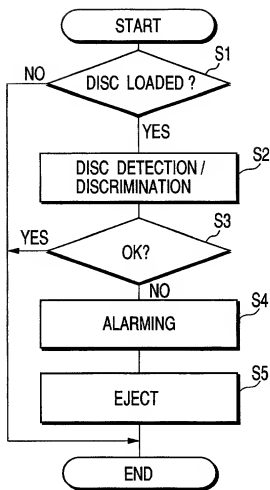 START
S1
NO
DISC LOADED ?
YES
S2
DISC DETECTION /
DISCRIMINATION
S3
YES
OK?
NO
S4
ALARMING
S5
EJECT
END